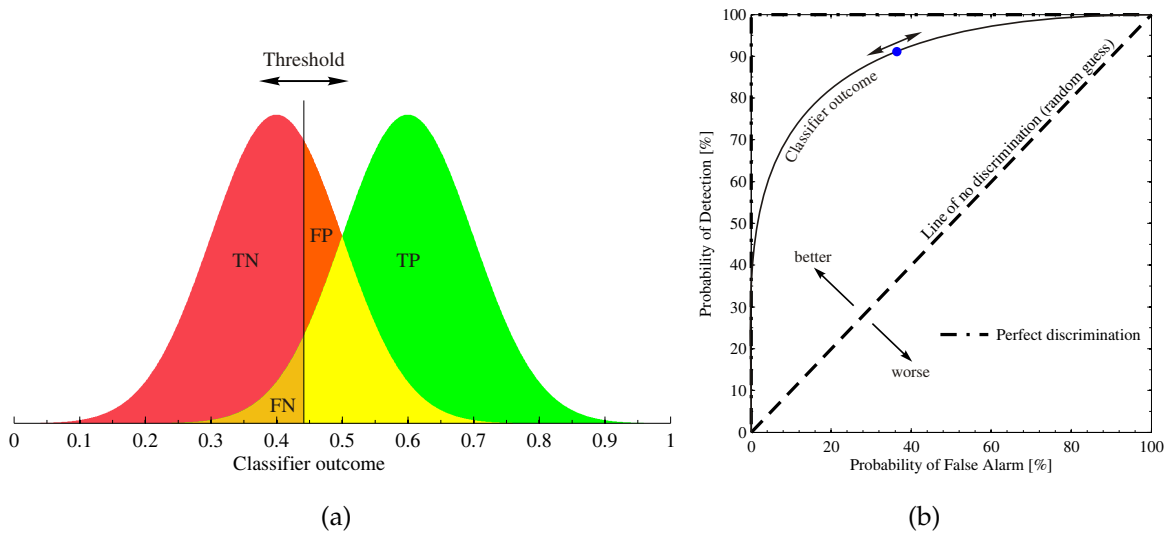 Threshold
TN
FP
TP
FN
0 0.1 0.2 0.3 0.4 0.5 0.6 0.7 0.8 0.9 1
Classifier outcome
(a)
100
90
80
70
60
50
40
30
20
10
0
Probability of Detection [%]
Classifier outcome
Line of no discrimination (random guess)
better
worse
Perfect discrimination
0 20 40 60 80 100
Probability of False Alarm [%]
(b)